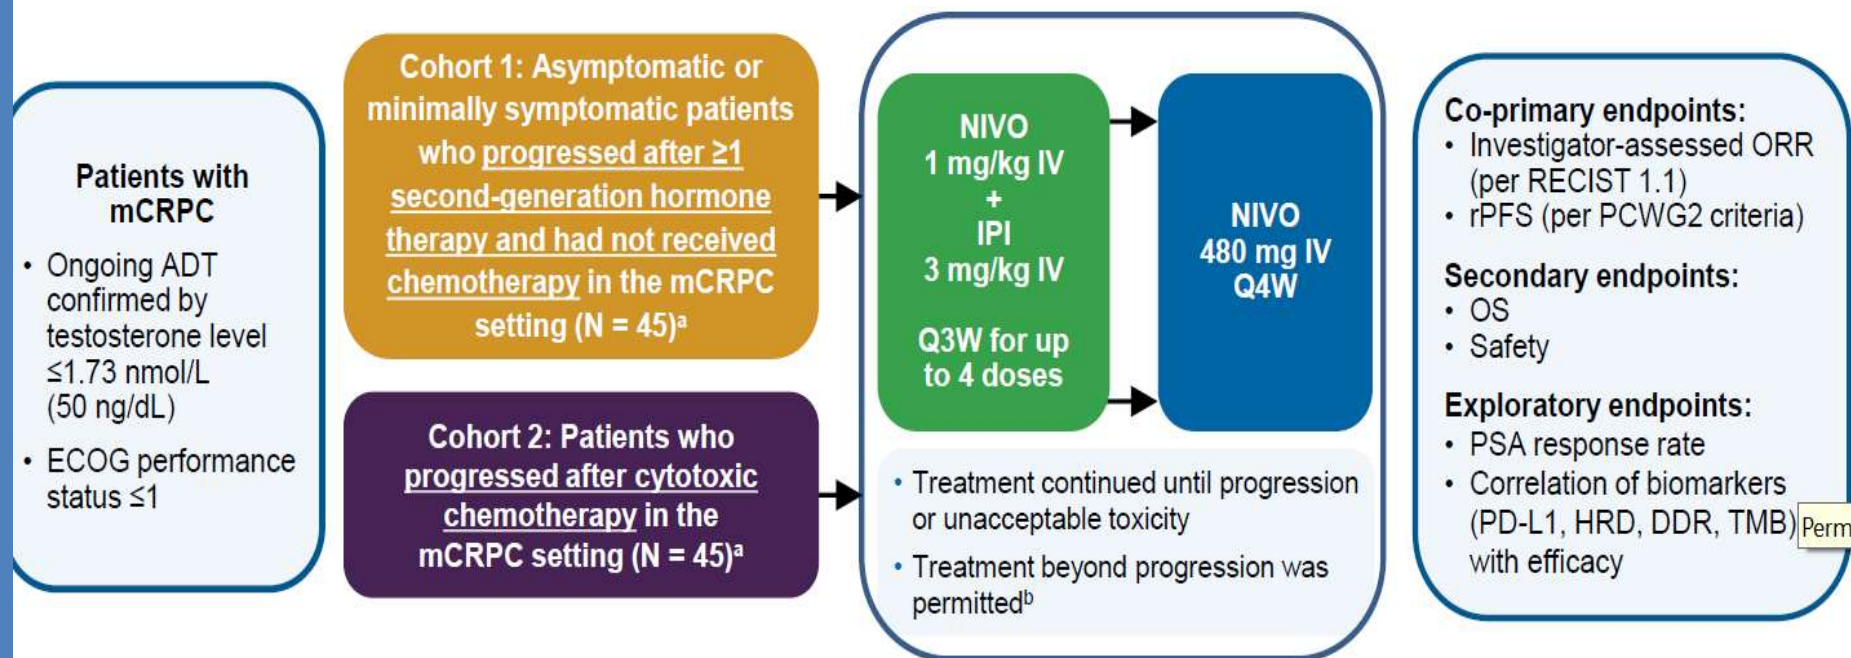 Patients with
mCRPC
• Ongoing ADT
confirmed by
testosterone level
≤1.73 nmol/L
(50 ng/dL)
• ECOG performance
status ≤1
Cohort 1: Asymptomatic or
minimally symptomatic patients
who progressed after ≥1
second-generation hormone
therapy and had not received
chemotherapy in the mCRPC
setting (N = 45)ᵃ
Cohort 2: Patients who
progressed after cytotoxic
chemotherapy in the
mCRPC setting (N = 45)ᵃ
NIVO
1 mg/kg IV
+
IPI
3 mg/kg IV
Q3W for up
to 4 doses
NIVO
480 mg IV
Q4W
• Treatment continued until progression
or unacceptable toxicity
• Treatment beyond progression was
permittedᵇ
Co-primary endpoints:
• Investigator-assessed ORR
(per RECIST 1.1)
• rPFS (per PCWG2 criteria)
Secondary endpoints:
• OS
• Safety
Exploratory endpoints:
• PSA response rate
• Correlation of biomarkers
(PD-L1, HRD, DDR, TMB)
with efficacy
Perm